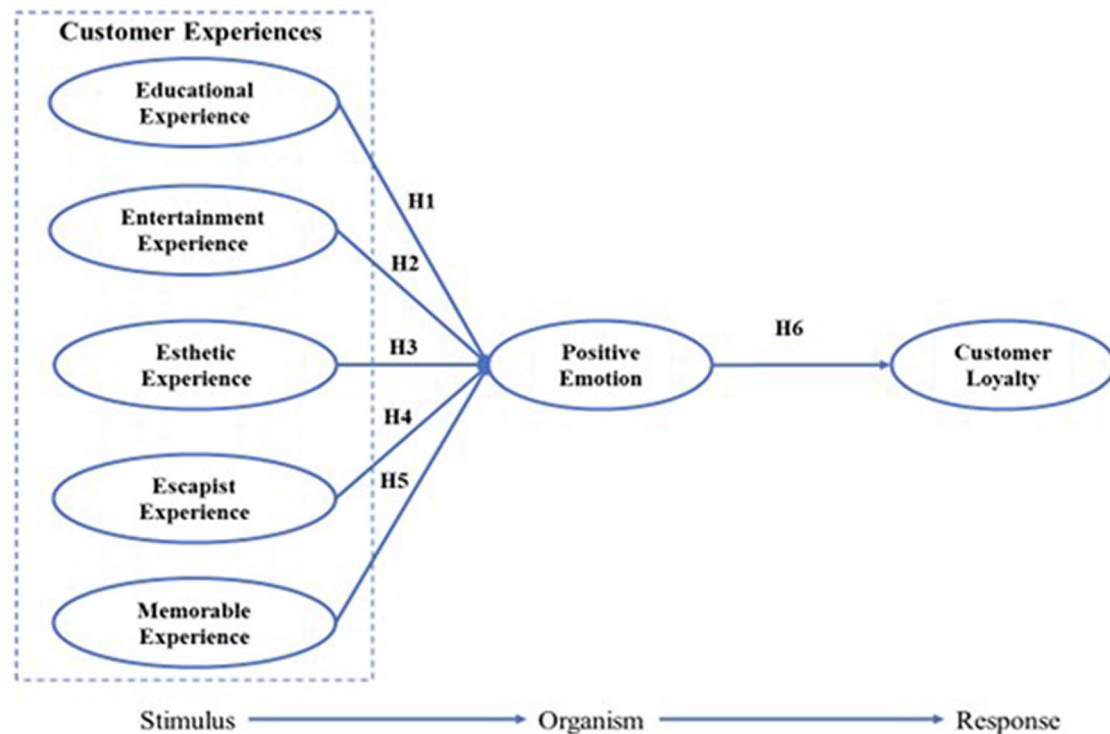 Customer Experiences
Educational
Experience
H1
Entertainment
Experience
H2
Esthetic
Experience
H3
Positive
Emotion
H6
Customer
Loyalty
H4
Escapist
Experience
H5
Memorable
Experience
Stimulus Organism Response